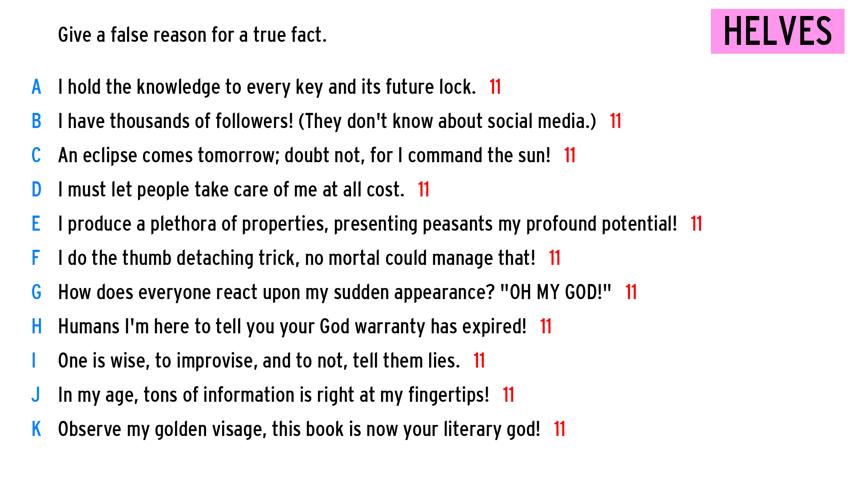 HELVES
Give a false reason for a true fact.
A I hold the knowledge to every key and its future lock. 11
B I have thousands of followers! (They don't know about social media.) 11
C An eclipse comes tomorrow; doubt not, for I command the sun! 11
D I must let people take care of me at all cost. 11
E I produce a plethora of properties, presenting peasants my profound potential! 11
F I do the thumb detaching trick, no mortal could manage that! 11
G How does everyone react upon my sudden appearance? "OH MY GOD!" 11
H Humans I'm here to tell you your God warranty has expired! 11
I One is wise, to improvise, and to not, tell them lies. 11
J In my age, tons of information is right at my fingertips! 11
K Observe my golden visage, this book is now your literary god! 11